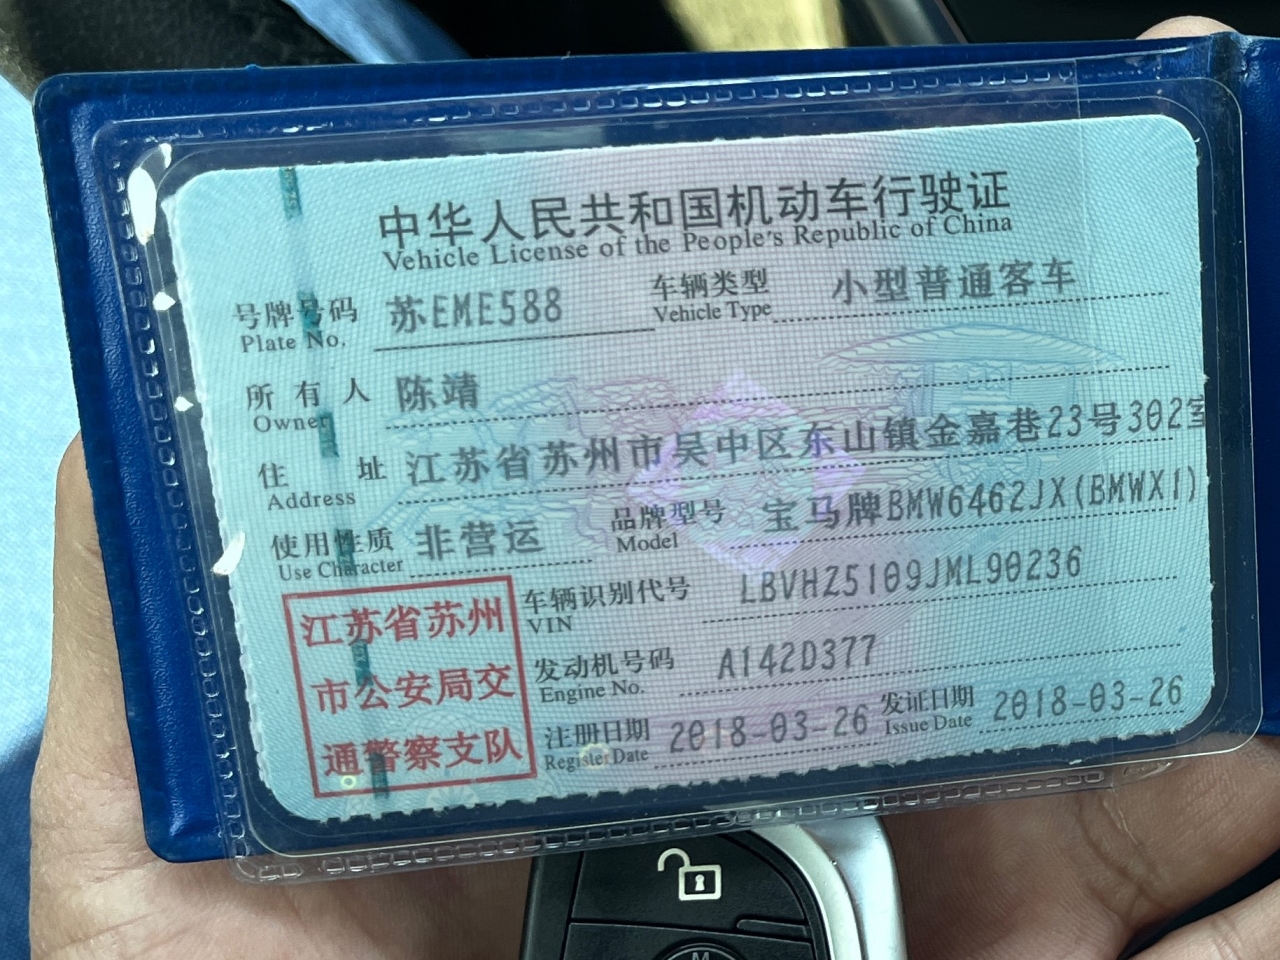 中华人民共和国机动车行驶证
Vehicle License of the People's Republic of China
号牌号码 苏EME588 车辆类型 小型普通客车
Plate No. Vehicle Type
所有人 陈靖
Owner
住址 江苏省苏州市吴中区东山镇金嘉巷23号302室
Address
使用性质 非营运 品牌型号 宝马牌BMW6462JX(BMWX1)
Use Character Model
车辆识别代号 LBVHZ5109JML90236
VIN
发动机号码 A142D377
Engine No.
注册日期 2018-03-26 发证日期 2018-03-26
Register Date Issue Date
江苏省苏州
市公安局交
通警察支队
M